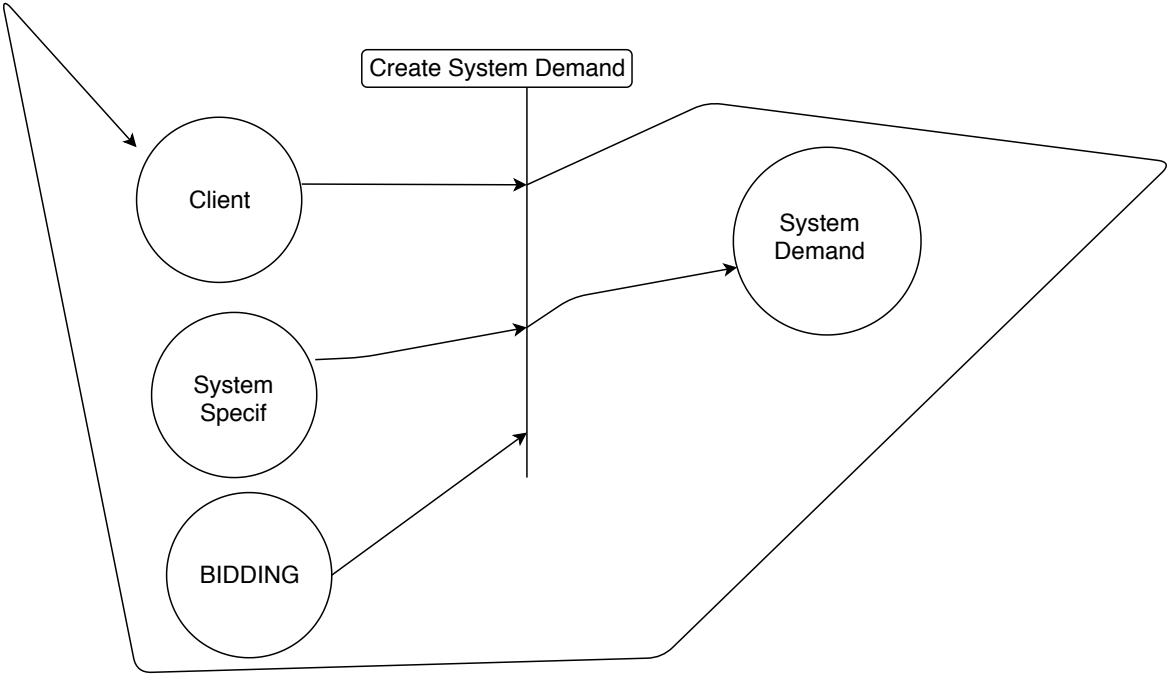 Create System Demand
Client
System
Demand
System
Specif
BIDDING